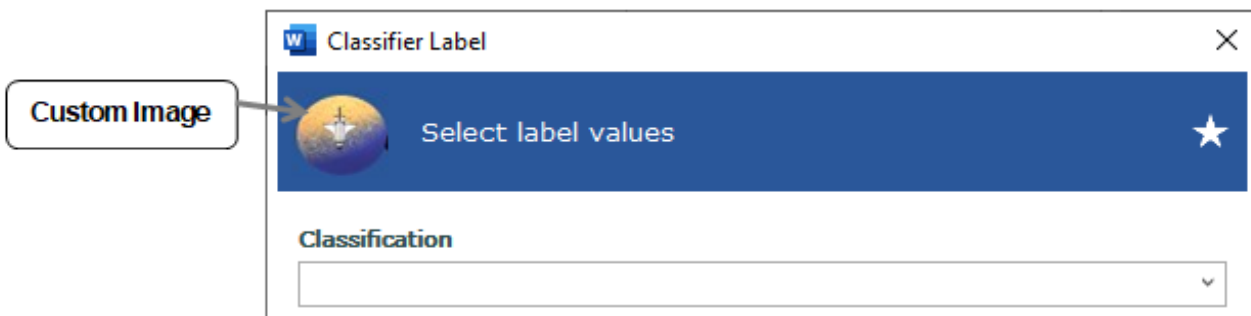 Classifier Label
Custom Image
Select label values
Classification